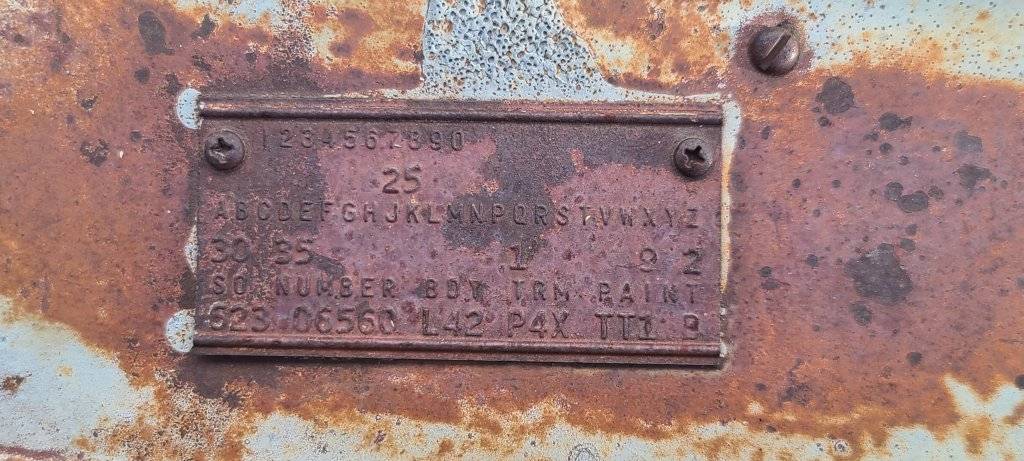 1234567890
25
ABCDEFGHJKLMNPQRSTVWXYZ
30 35 1 9 2
SO NUMBER BDY TRM PAINT
623 06560 L42 P4X TT1